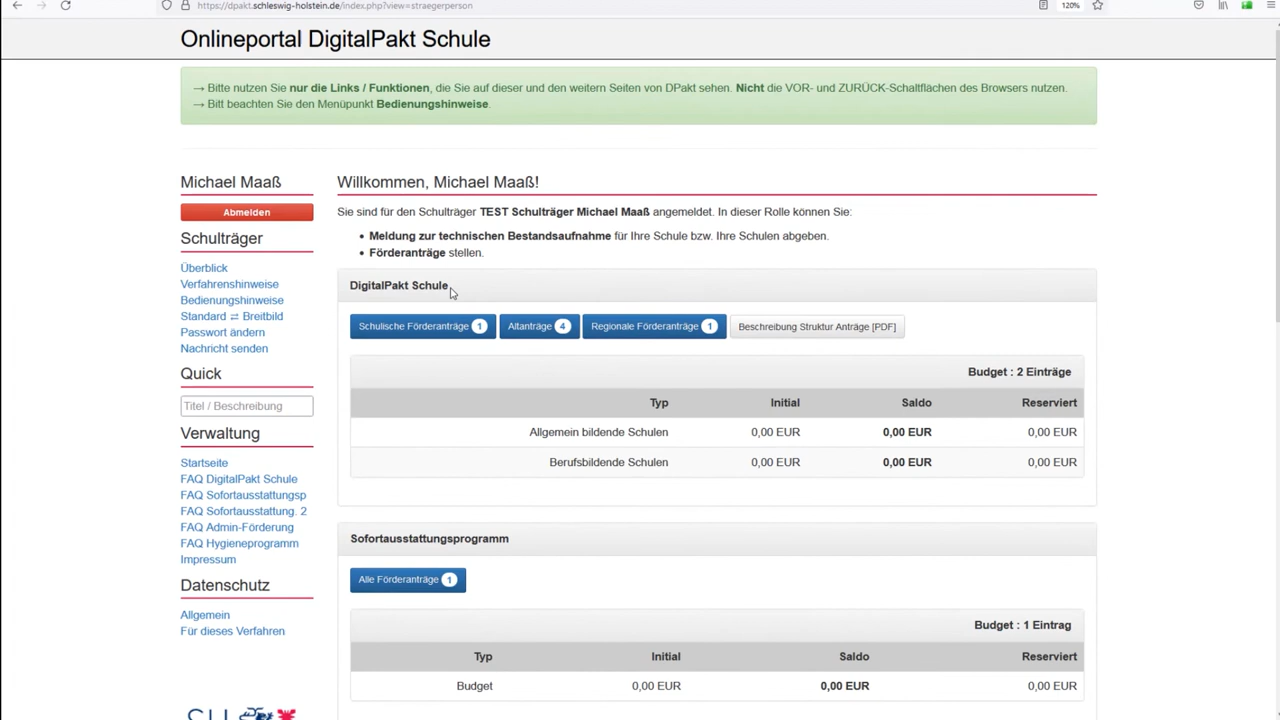 https://dpakt.schleswig-holstein.de/index.php?view=straegerperson
120%
Onlineportal DigitalPakt Schule
→ Bitte nutzen Sie nur die Links / Funktionen, die Sie auf dieser und den weitern Seiten von DPakt sehen. Nicht die VOR- und ZURÜCK-Schaltflächen des Browsers nutzen.
→ Bitt beachten Sie den Menüpunkt Bedienungshinweise.
Michael Maaß
Abmelden
Schulträger
Überblick
Verfahrenshinweise
Bedienungshinweise
Standard ⇄ Breitbild
Passwort ändern
Nachricht senden
Quick
Titel / Beschreibung
Verwaltung
Startseite
FAQ DigitalPakt Schule
FAQ Sofortausstattungsp
FAQ Sofortausstattung. 2
FAQ Admin-Förderung
FAQ Hygieneprogramm
Impressum
Datenschutz
Allgemein
Für dieses Verfahren
Willkommen, Michael Maaß!
Sie sind für den Schulträger TEST Schulträger Michael Maaß angemeldet. In dieser Rolle können Sie:
• Meldung zur technischen Bestandsaufnahme für Ihre Schule bzw. Ihre Schulen abgeben.
• Förderanträge stellen.
DigitalPakt Schule
Schulische Förderanträge 1 Altanträge 4 Regionale Förderanträge 1 Beschreibung Struktur Anträge [PDF]
Budget : 2 Einträge
Typ Initial Saldo Reserviert
Allgemein bildende Schulen 0,00 EUR 0,00 EUR 0,00 EUR
Berufsbildende Schulen 0,00 EUR 0,00 EUR 0,00 EUR
Sofortausstattungsprogramm
Alle Förderanträge 1
Budget : 1 Eintrag
Typ Initial Saldo Reserviert
Budget 0,00 EUR 0,00 EUR 0,00 EUR